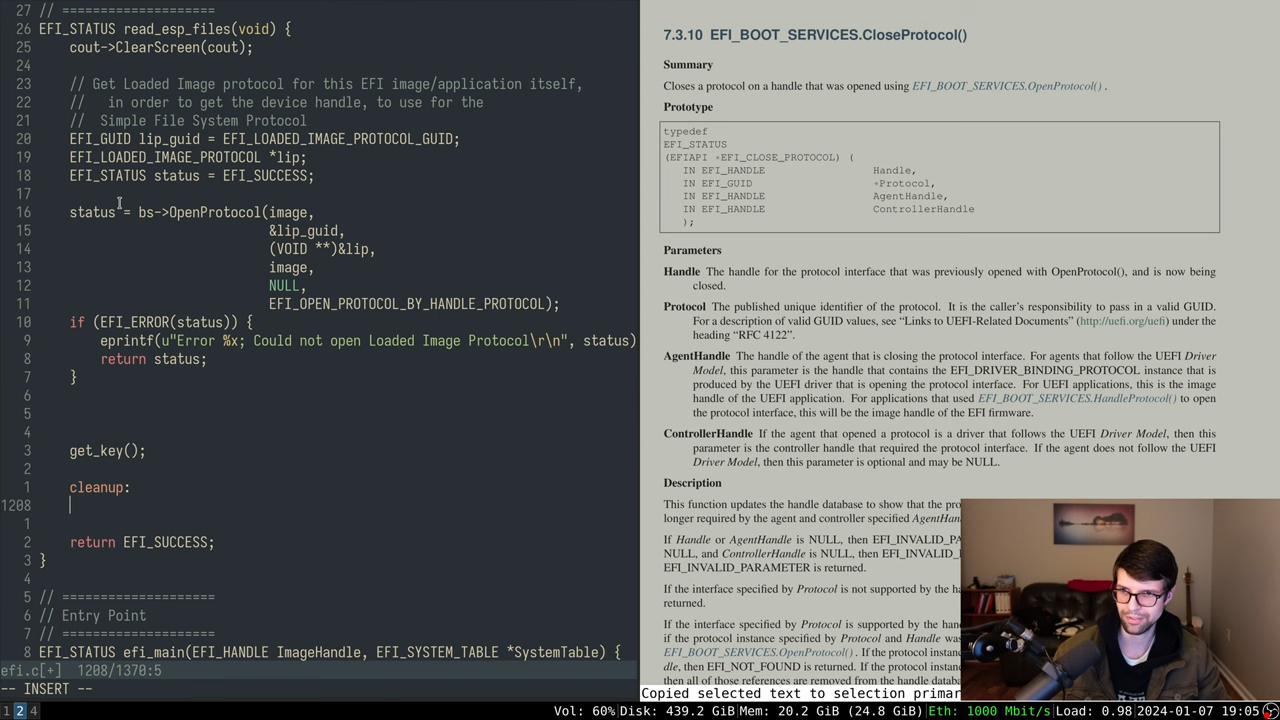 27 // ====================
26 EFI_STATUS read_esp_files(void) {
25     cout->ClearScreen(cout);
24
23     // Get Loaded Image protocol for this EFI image/application itself,
22     //   in order to get the device handle, to use for the
21     //  Simple File System Protocol
20     EFI_GUID lip_guid = EFI_LOADED_IMAGE_PROTOCOL_GUID;
19     EFI_LOADED_IMAGE_PROTOCOL *lip;
18     EFI_STATUS status = EFI_SUCCESS;
17
16     status = bs->OpenProtocol(image,
15                               &lip_guid,
14                               (VOID **)&lip,
13                               image,
12                               NULL,
11                               EFI_OPEN_PROTOCOL_BY_HANDLE_PROTOCOL);
10     if (EFI_ERROR(status)) {
9         eprintf(u"Error %x; Could not open Loaded Image Protocol\r\n", status)
8         return status;
7     }
6
5
4
3     get_key();
2
1     cleanup:
1208
1
2     return EFI_SUCCESS;
3 }
4
5 // ====================
6 // Entry Point
7 // ====================
8 EFI_STATUS efi_main(EFI_HANDLE ImageHandle, EFI_SYSTEM_TABLE *SystemTable) {
efi.c[+]    1208/1370:5
-- INSERT --
7.3.10 EFI_BOOT_SERVICES.CloseProtocol()
Summary
Closes a protocol on a handle that was opened using EFI_BOOT_SERVICES.OpenProtocol() .
Prototype
typedef
EFI_STATUS
(EFIAPI *EFI_CLOSE_PROTOCOL) (
IN EFI_HANDLE Handle,
IN EFI_GUID *Protocol,
IN EFI_HANDLE AgentHandle,
IN EFI_HANDLE ControllerHandle
);
Parameters
Handle The handle for the protocol interface that was previously opened with OpenProtocol(), and is now being
closed.
Protocol The published unique identifier of the protocol. It is the caller's responsibility to pass in a valid GUID.
For a description of valid GUID values, see “Links to UEFI-Related Documents” (http://uefi.org/uefi) under the
heading “RFC 4122”.
AgentHandle The handle of the agent that is closing the protocol interface. For agents that follow the UEFI Driver
Model, this parameter is the handle that contains the EFI_DRIVER_BINDING_PROTOCOL instance that is
produced by the UEFI driver that is opening the protocol interface. For UEFI applications, this is the image
handle of the UEFI application. For applications that used EFI_BOOT_SERVICES.HandleProtocol() to open
the protocol interface, this will be the image handle of the EFI firmware.
ControllerHandle If the agent that opened a protocol is a driver that follows the UEFI Driver Model, then this
parameter is the controller handle that required the protocol interface. If the agent does not follow the UEFI
Driver Model, then this parameter is optional and may be NULL.
Description
This function updates the handle database to show that the pro
longer required by the agent and controller specified AgentHan
If Handle or AgentHandle is NULL, then EFI_INVALID_PA
NULL, and ControllerHandle is NULL, then EFI_INVALID_
EFI_INVALID_PARAMETER is returned.
If the interface specified by Protocol is not supported by the ha
returned.
If the interface specified by Protocol is supported by the hand
if the protocol instance specified by Protocol and Handle was
EFI_BOOT_SERVICES.OpenProtocol() . If the protocol instanc
dle, then EFI_NOT_FOUND is returned. If the protocol instanc
then all of those references are removed from the handle databa
Copied selected text to selection primar
1 2 4
Vol: 60%|Disk: 439.2 GiB|Mem: 20.2 GiB (24.8 GiB)|Eth: 1000 Mbit/s|Load: 0.98 2024-01-07 19:05